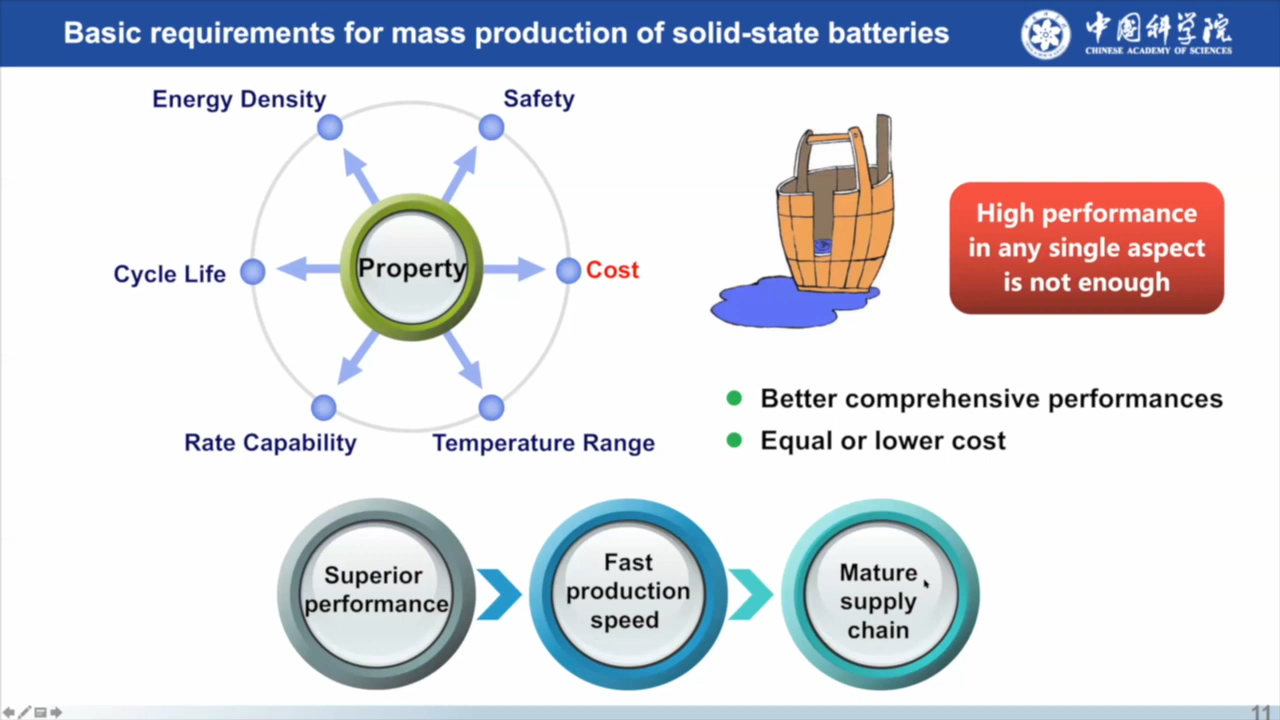 Basic requirements for mass production of solid-state batteries
中国科学院
CHINESE ACADEMY OF SCIENCES
Energy Density
Safety
Cycle Life
Property
Cost
Rate Capability
Temperature Range
High performance
in any single aspect
is not enough
Better comprehensive performances
Equal or lower cost
Superior
performance
Fast
production
speed
Mature
supply
chain
11